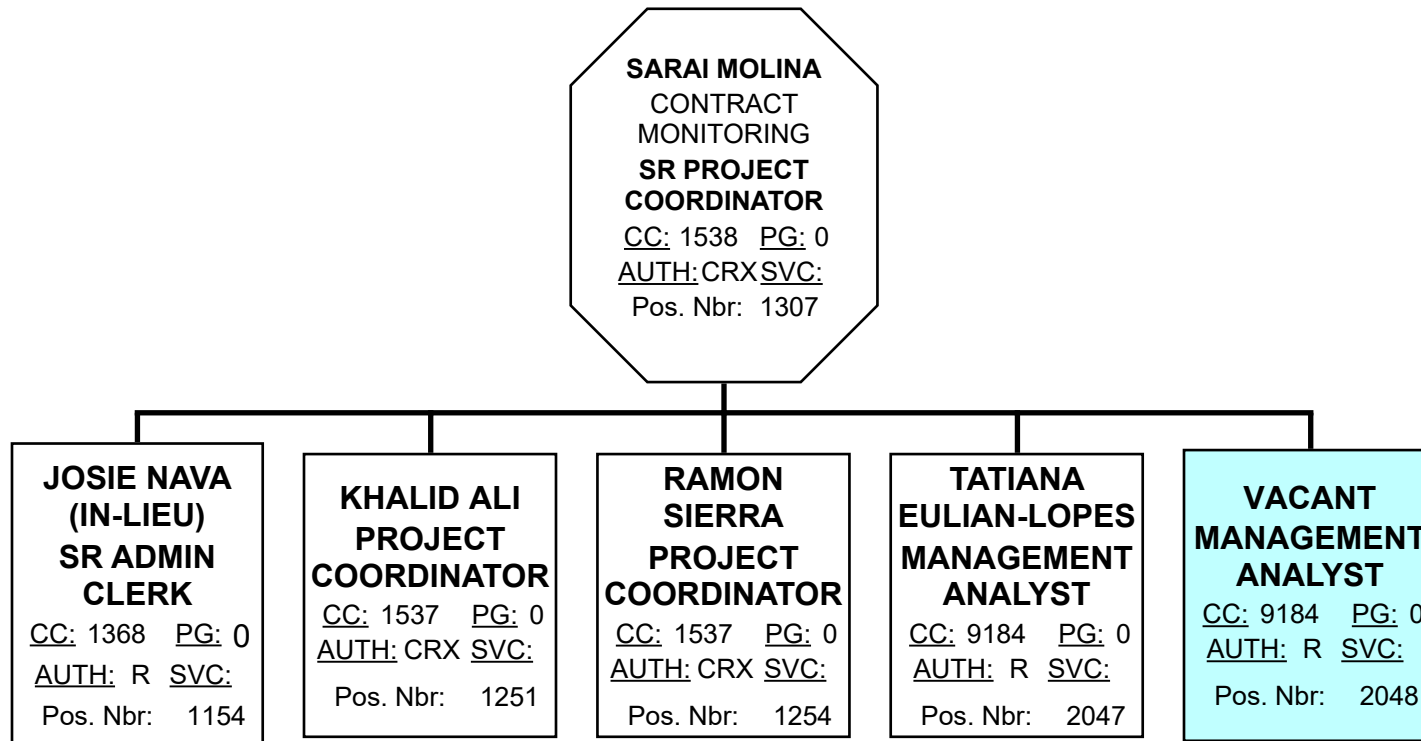 SARAI MOLINA
CONTRACT
MONITORING
SR PROJECT
COORDINATOR
CC: 1538 PG: 0
AUTH: CRX SVC:
Pos. Nbr: 1307
JOSIE NAVA
(IN-LIEU)
SR ADMIN
CLERK
CC: 1368 PG: 0
AUTH: R SVC:
Pos. Nbr: 1154
KHALID ALI
PROJECT
COORDINATOR
CC: 1537 PG: 0
AUTH: CRX SVC:
Pos. Nbr: 1251
RAMON
SIERRA
PROJECT
COORDINATOR
CC: 1537 PG: 0
AUTH: CRX SVC:
Pos. Nbr: 1254
TATIANA
EULIAN-LOPES
MANAGEMENT
ANALYST
CC: 9184 PG: 0
AUTH: R SVC:
Pos. Nbr: 2047
VACANT
MANAGEMENT
ANALYST
CC: 9184 PG: 0
AUTH: R SVC:
Pos. Nbr: 2048